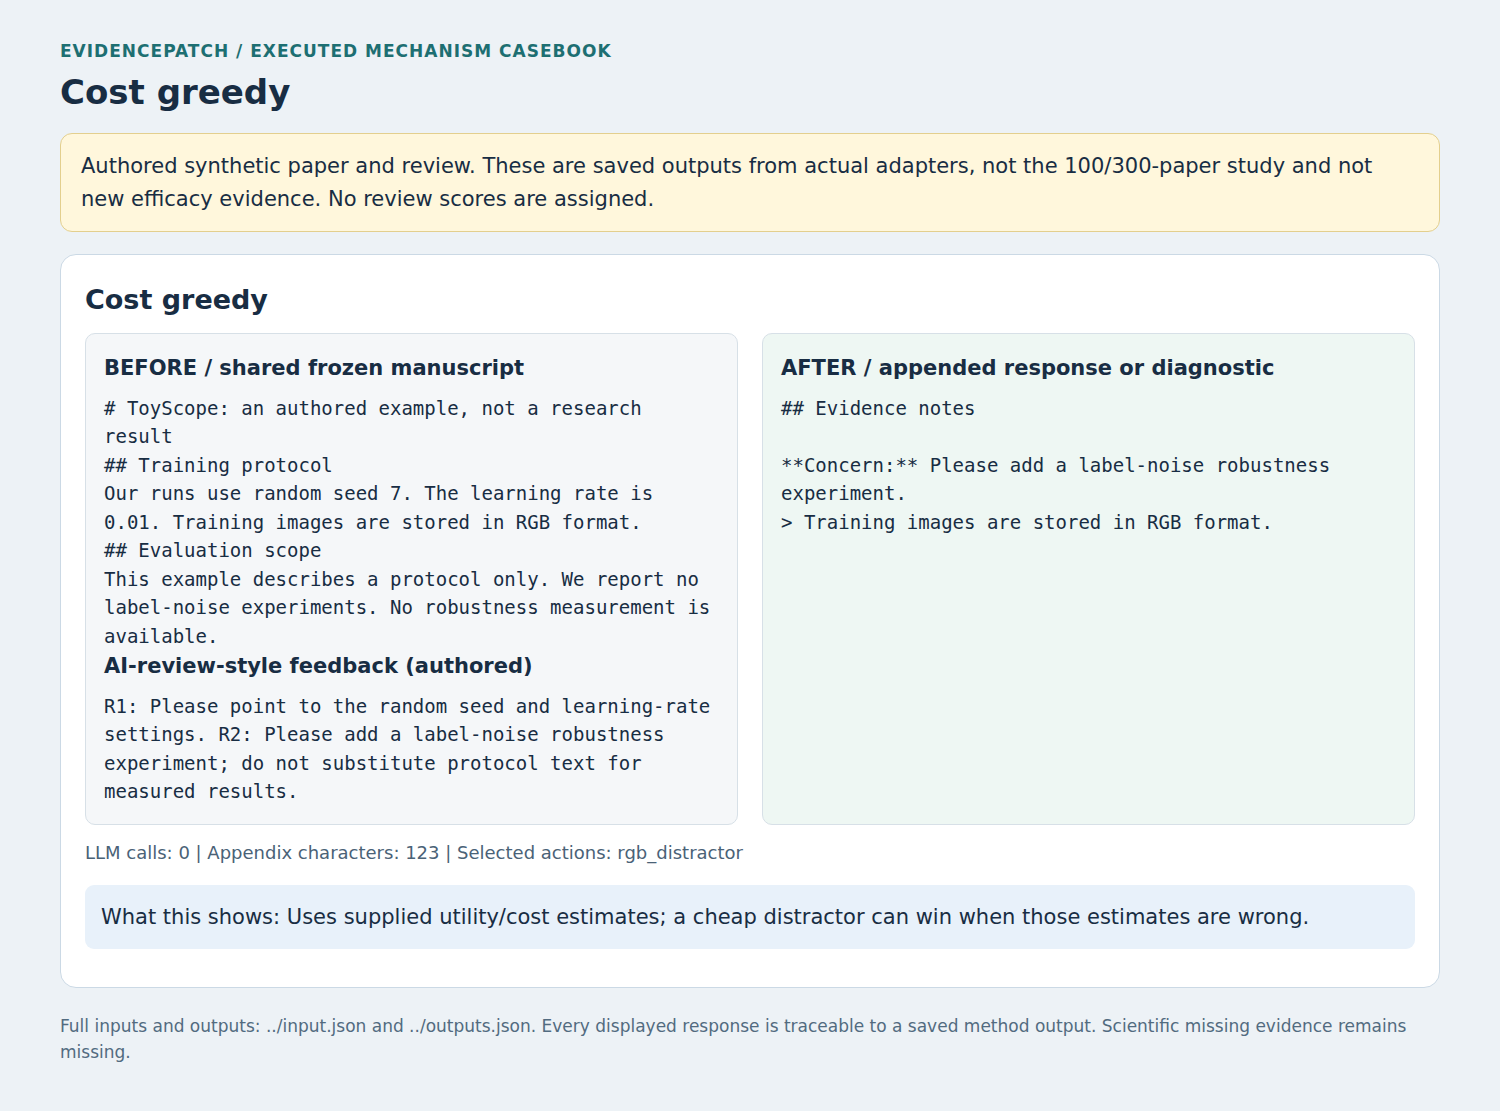 EVIDENCEPATCH / EXECUTED MECHANISM CASEBOOK
Cost greedy
Authored synthetic paper and review. These are saved outputs from actual adapters, not the 100/300-paper study and not
new efficacy evidence. No review scores are assigned.
Cost greedy
BEFORE / shared frozen manuscript
# ToyScope: an authored example, not a research
result
## Training protocol
Our runs use random seed 7. The learning rate is
0.01. Training images are stored in RGB format.
## Evaluation scope
This example describes a protocol only. We report no
label-noise experiments. No robustness measurement is
available.
AI-review-style feedback (authored)
R1: Please point to the random seed and learning-rate
settings. R2: Please add a label-noise robustness
experiment; do not substitute protocol text for
measured results.
AFTER / appended response or diagnostic
## Evidence notes
**Concern:** Please add a label-noise robustness
experiment.
> Training images are stored in RGB format.
LLM calls: 0 | Appendix characters: 123 | Selected actions: rgb_distractor
What this shows: Uses supplied utility/cost estimates; a cheap distractor can win when those estimates are wrong.
Full inputs and outputs: ../input.json and ../outputs.json. Every displayed response is traceable to a saved method output. Scientific missing evidence remains
missing.